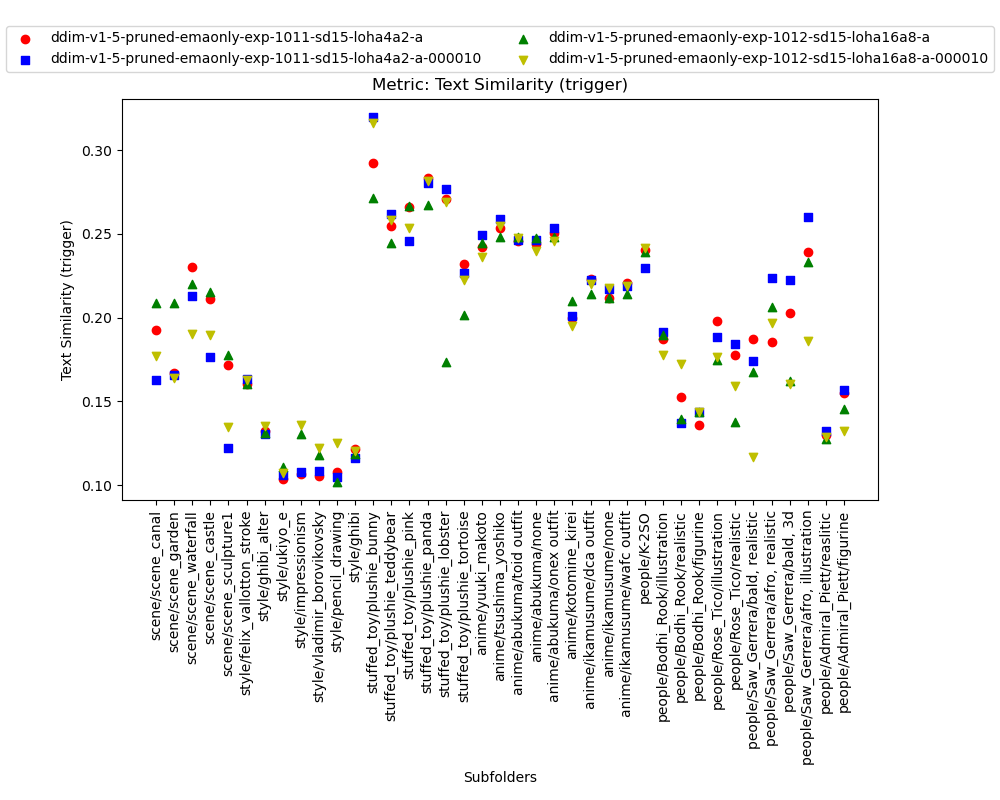 ddim-v1-5-pruned-emaonly-exp-1011-sd15-loha4a2-a
ddim-v1-5-pruned-emaonly-exp-1011-sd15-loha4a2-a-000010
ddim-v1-5-pruned-emaonly-exp-1012-sd15-loha16a8-a
ddim-v1-5-pruned-emaonly-exp-1012-sd15-loha16a8-a-000010
Metric: Text Similarity (trigger)
Text Similarity (trigger)
0.30
0.25
0.20
0.15
0.10
scene/scene_canal
scene/scene_garden
scene/scene_waterfall
scene/scene_castle
scene/scene_sculpture1
style/felix_vallotton_stroke
style/ghibi_alter
style/ukiyo_e
style/impressionism
style/vladimir_borovikovsky
style/pencil_drawing
style/ghibi
stuffed_toy/plushie_bunny
stuffed_toy/plushie_teddybear
stuffed_toy/plushie_pink
stuffed_toy/plushie_panda
stuffed_toy/plushie_lobster
stuffed_toy/plushie_tortoise
anime/yuuki_makoto
anime/tsushima_yoshiko
anime/abukuma/toid outfit
anime/abukuma/none
anime/abukuma/onex outfit
anime/kotomine_kirei
anime/ikamusume/dca outfit
anime/ikamusume/none
anime/ikamusume/wafc outfit
people/K-2SO
people/Bodhi_Rook/illustration
people/Bodhi_Rook/realistic
people/Bodhi_Rook/figurine
people/Rose_Tico/illustration
people/Rose_Tico/realistic
people/Saw_Gerrera/bald, realistic
people/Saw_Gerrera/afro, realistic
people/Saw_Gerrera/bald, 3d
people/Saw_Gerrera/afro, illustration
people/Admiral_Piett/reaslitic
people/Admiral_Piett/figurine
Subfolders